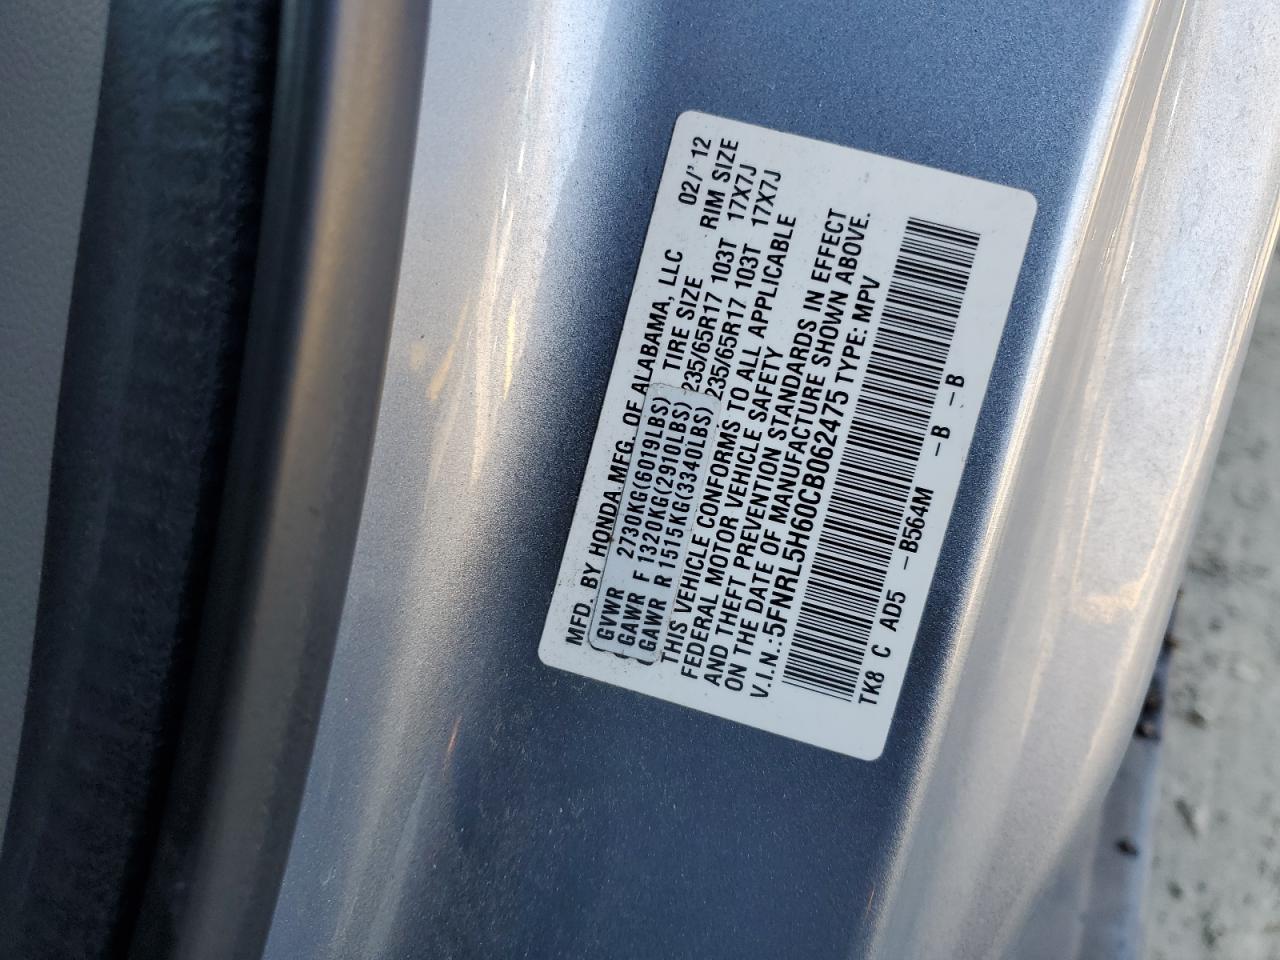 MFD. BY HONDA MFG. OF ALABAMA, LLC 02/' 12
TIRE SIZE RIM SIZE
GVWR 2730KG(6019LBS)
GAWR F 1320KG(2910LBS) 235/65R17 103T 17X7J
GAWR R 1515KG(3340LBS) 235/65R17 103T 17X7J
THIS VEHICLE CONFORMS TO ALL APPLICABLE
FEDERAL MOTOR VEHICLE SAFETY
AND THEFT PREVENTION STANDARDS IN EFFECT
ON THE DATE OF MANUFACTURE SHOWN ABOVE.
V.I.N.:5FNRL5H60CB062475 TYPE: MPV
TK8 C AD5 -B564M -B -B